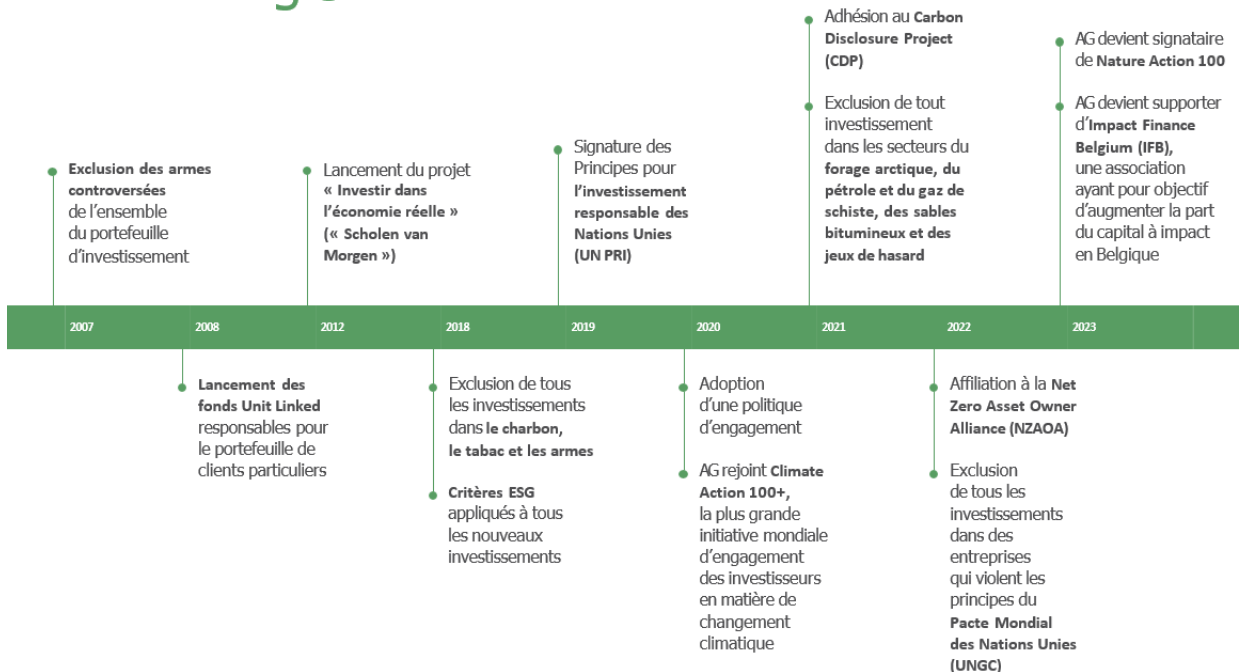 Adhésion au Carbon
Disclosure Project
(CDP)
Exclusion de tout
investissement
dans les secteurs du
forage arctique, du
pétrole et du gaz de
schiste, des sables
bitumineux et des
jeux de hasard
AG devient signataire
de Nature Action 100
AG devient supporter
d'Impact Finance
Belgium (IFB),
une association
ayant pour objectif
d'augmenter la part
du capital à impact
en Belgique
Exclusion des armes
controversées
de l'ensemble
du portefeuille
d'investissement
Lancement du projet
« Investir dans
l'économie réelle »
(« Scholen van
Morgen »)
Signature des
Principes pour
l'investissement
responsable des
Nations Unies
(UN PRI)
2007 2008 2012 2018 2019 2020 2021 2022 2023
Lancement des
fonds Unit Linked
responsables pour
le portefeuille de
clients particuliers
Exclusion de tous
les investissements
dans le charbon,
le tabac et les armes
Critères ESG
appliqués à tous
les nouveaux
investissements
Adoption
d'une politique
d'engagement
AG rejoint Climate
Action 100+,
la plus grande
initiative mondiale
d'engagement
des investisseurs
en matière de
changement
climatique
Affiliation à la Net
Zero Asset Owner
Alliance (NZAOA)
Exclusion
de tous les
investissements
dans des
entreprises
qui violent les
principes du
Pacte Mondial
des Nations Unies
(UNGC)